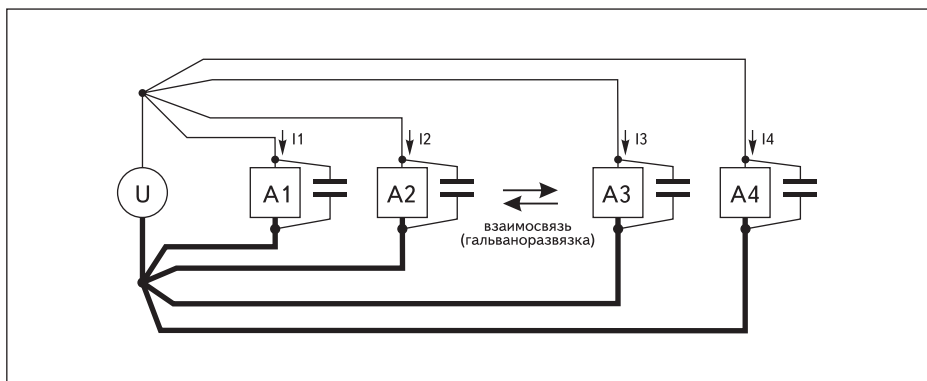 I1
I2
I3
I4
U
A1
A2
A3
A4
взаимосвязь
(гальваноразвязка)